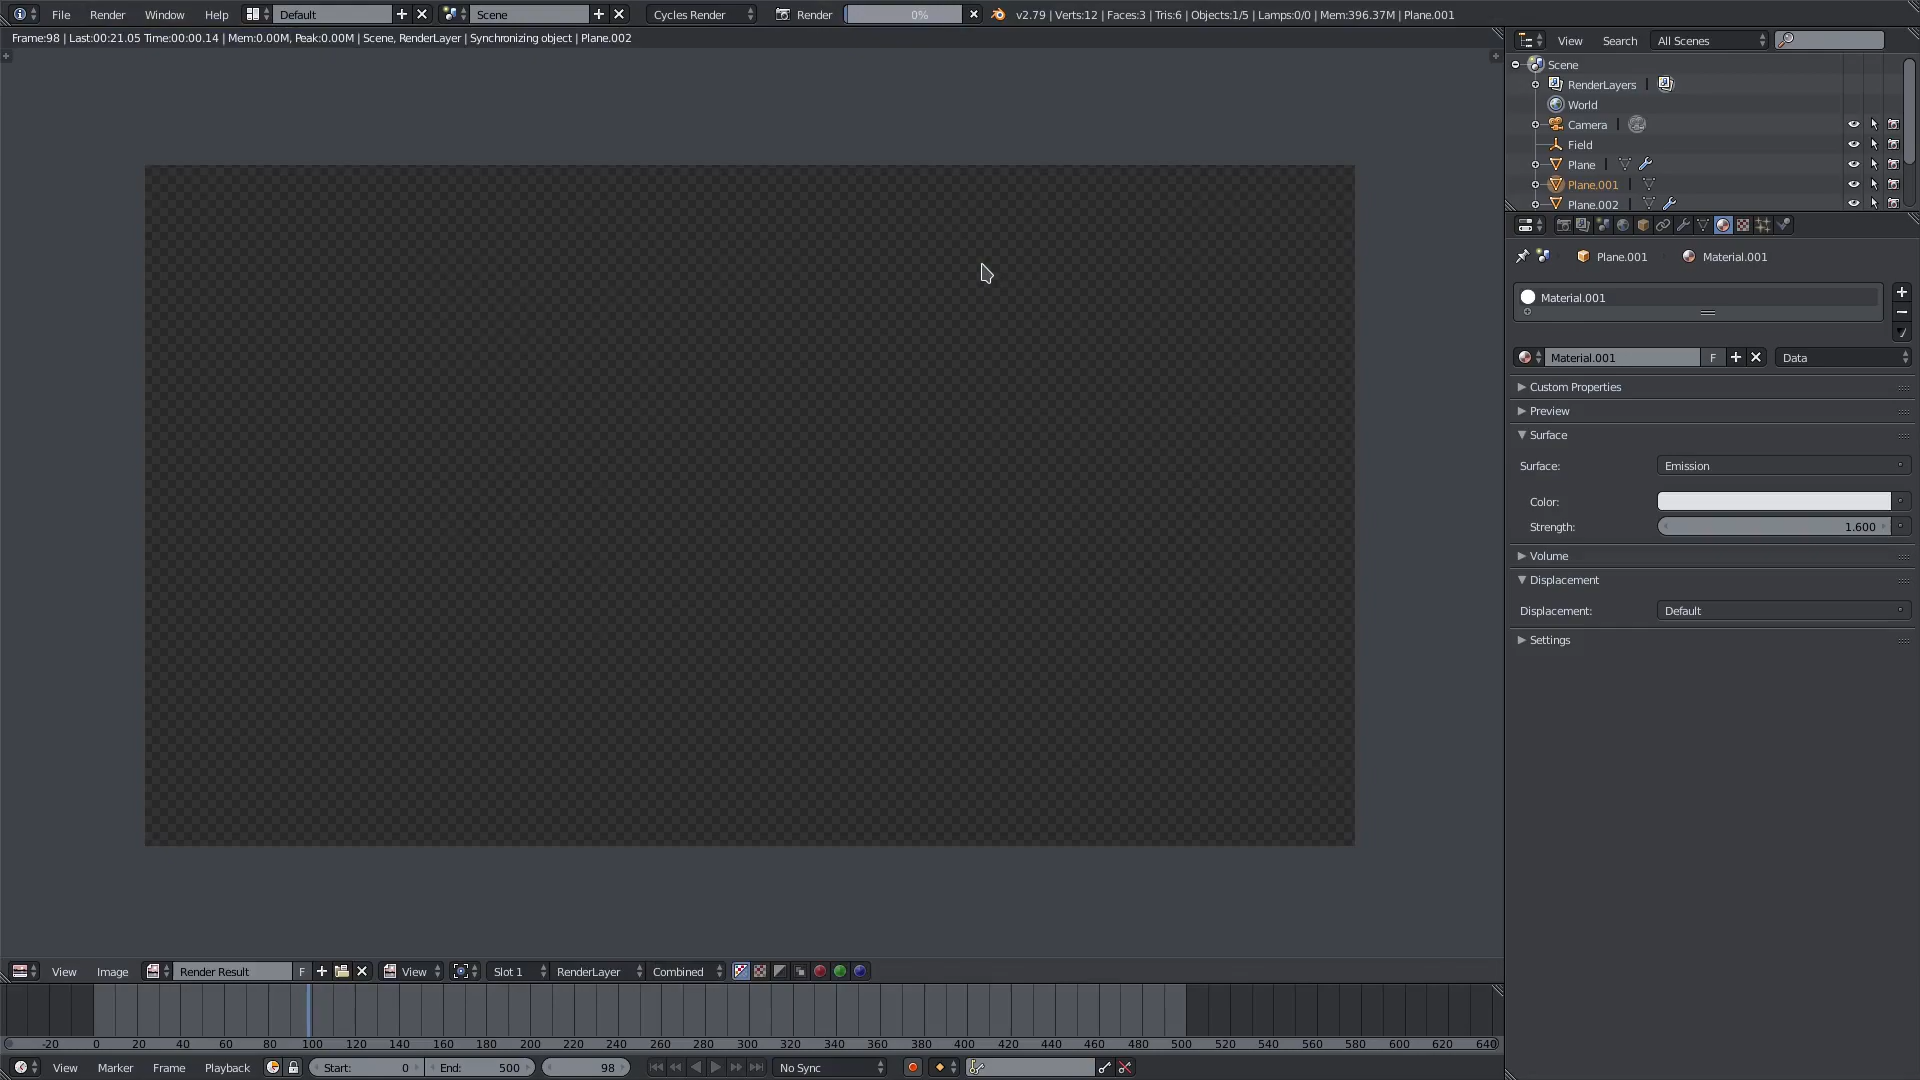 File Render Window Help Default Scene Cycles Render Render 0% v2.79 | Verts:12 | Faces:3 | Tris:6 | Objects:1/5 | Lamps:0/0 | Mem:396.37M | Plane.001
Frame:98 | Last:00:21.05 Time:00:00.14 | Mem:0.00M, Peak:0.00M | Scene, RenderLayer | Synchronizing object | Plane.002
View Search All Scenes
Scene
RenderLayers
World
Camera
Field
Plane
Plane.001
Plane.002
Plane.001 Material.001
Material.001
Material.001 F Data
Custom Properties
Preview
Surface
Surface: Emission
Color:
Strength: 1.600
Volume
Displacement
Displacement: Default
Settings
View Image Render Result F View Slot 1 RenderLayer Combined
-20 0 20 40 60 80 100 120 140 160 180 200 220 240 260 280 300 320 340 360 380 400 420 440 460 480 500 520 540 560 580 600 620 640
View Marker Frame Playback Start: 0 End: 500 98 No Sync